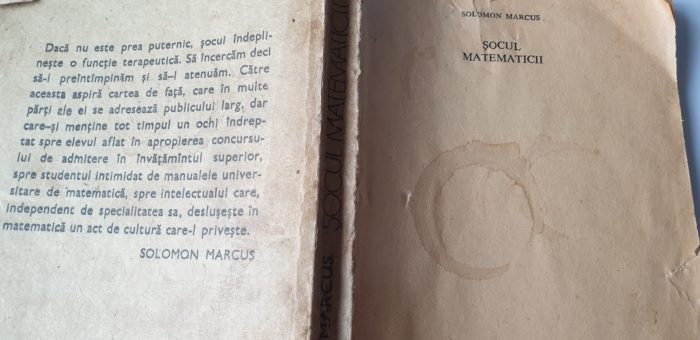 Dacă nu este prea puternic, șocul îndepli-
nește o funcție terapeutică. Să încercăm deci
să-l preîntîmpinăm și să-l atenuăm. Către
aceasta aspiră cartea de față, care în multe
părți ale ei se adresează publicului larg, dar
care-și menține tot timpul un ochi îndrep-
tat spre elevul aflat în apropierea concursu-
lui de admitere în învățămîntul superior,
spre studentul intimidat de manualele univer-
sitare de matematică, spre intelectualul care,
independent de specialitatea sa, deslușește în
matematică un act de cultură care-l privește.
SOLOMON MARCUS
MARCUS ȘOCUL MATEMATICII
SOLOMON MARCUS
ȘOCUL
MATEMATICII